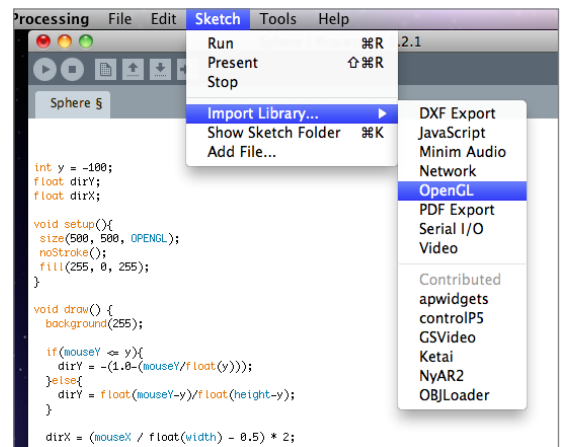 Processing File Edit Sketch Tools Help
.2.1
Run ⌘R
Present ⇧⌘R
Stop
Import Library...
Show Sketch Folder ⌘K
Add File...
DXF Export
JavaScript
Minim Audio
Network
OpenGL
PDF Export
Serial I/O
Video
Contributed
apwidgets
controlP5
GSVideo
Ketai
NyAR2
OBJLoader
Sphere §
int y = -100;
float dirY;
float dirX;
void setup(){
size(500, 500, OPENGL);
noStroke();
fill(255, 0, 255);
}
void draw() {
background(255);
if(mouseY <= y){
dirY = -(1.0-(mouseY/float(y)));
}else{
dirY = float(mouseY-y)/float(height-y);
}
dirX = (mouseX / float(width) - 0.5) * 2;